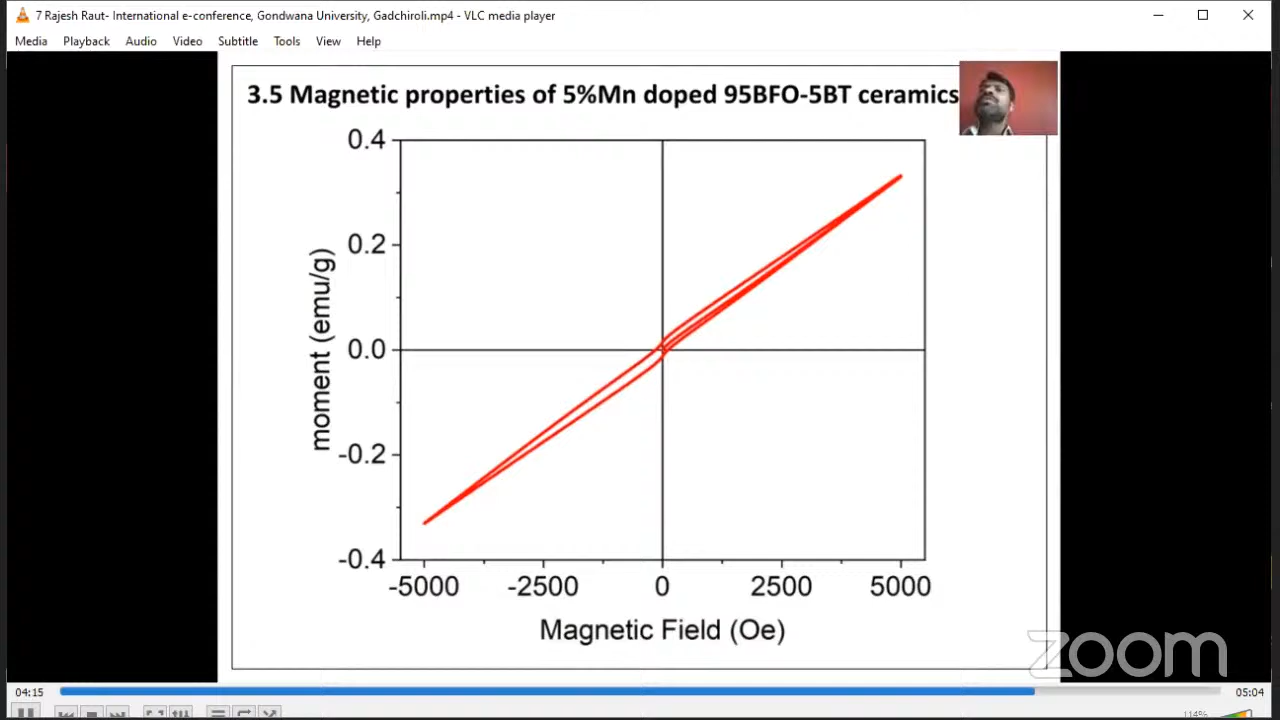 7 Rajesh Raut- International e-conference, Gondwana University, Gadchiroli.mp4 - VLC media player
Media Playback Audio Video Subtitle Tools View Help
3.5 Magnetic properties of 5%Mn doped 95BFO-5BT ceramics
0.4
0.2
0.0
-0.2
-0.4
moment (emu/g)
-5000 -2500 0 2500 5000
Magnetic Field (Oe)
zoom
04:15 05:04
114%